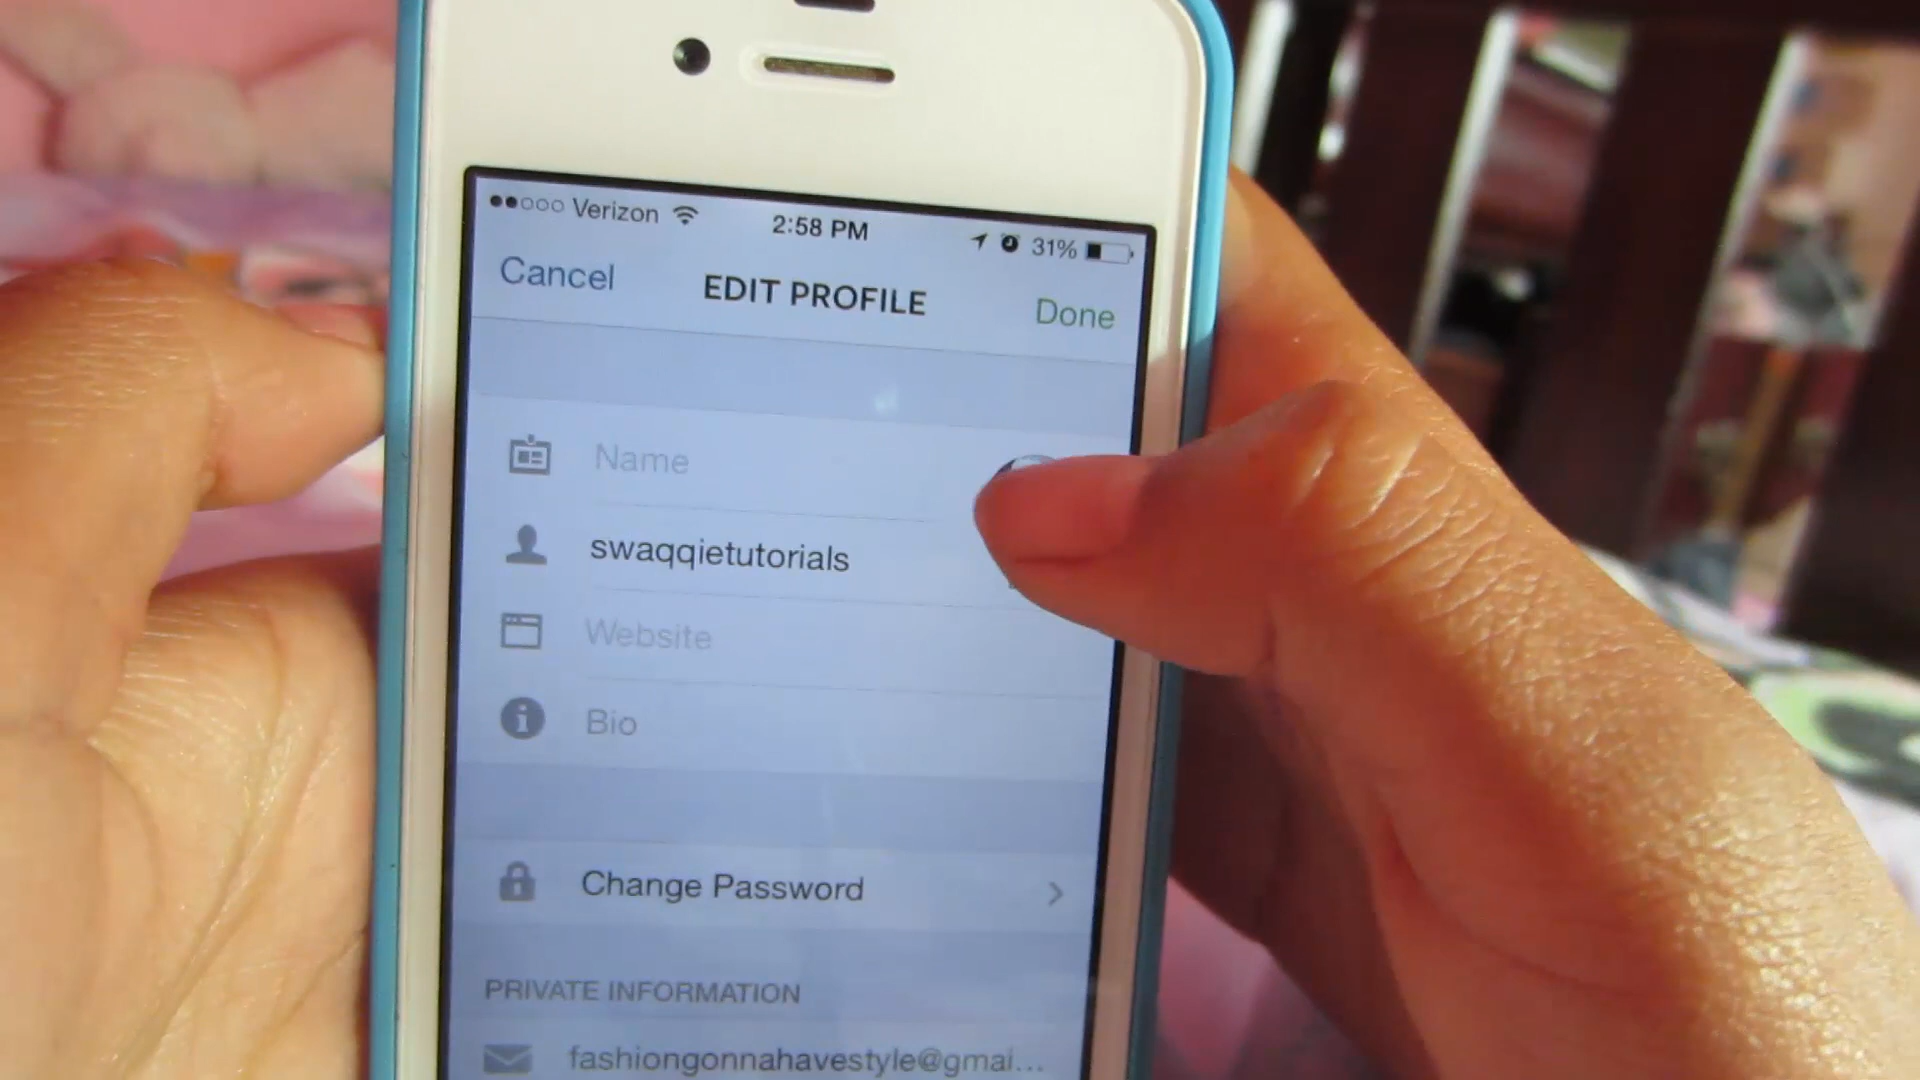 Verizon 2:58 PM 31%
Cancel EDIT PROFILE Done
Name
swaqqietutorials
Website
Bio
Change Password
PRIVATE INFORMATION
fashiongonnahavestyle@gmai...